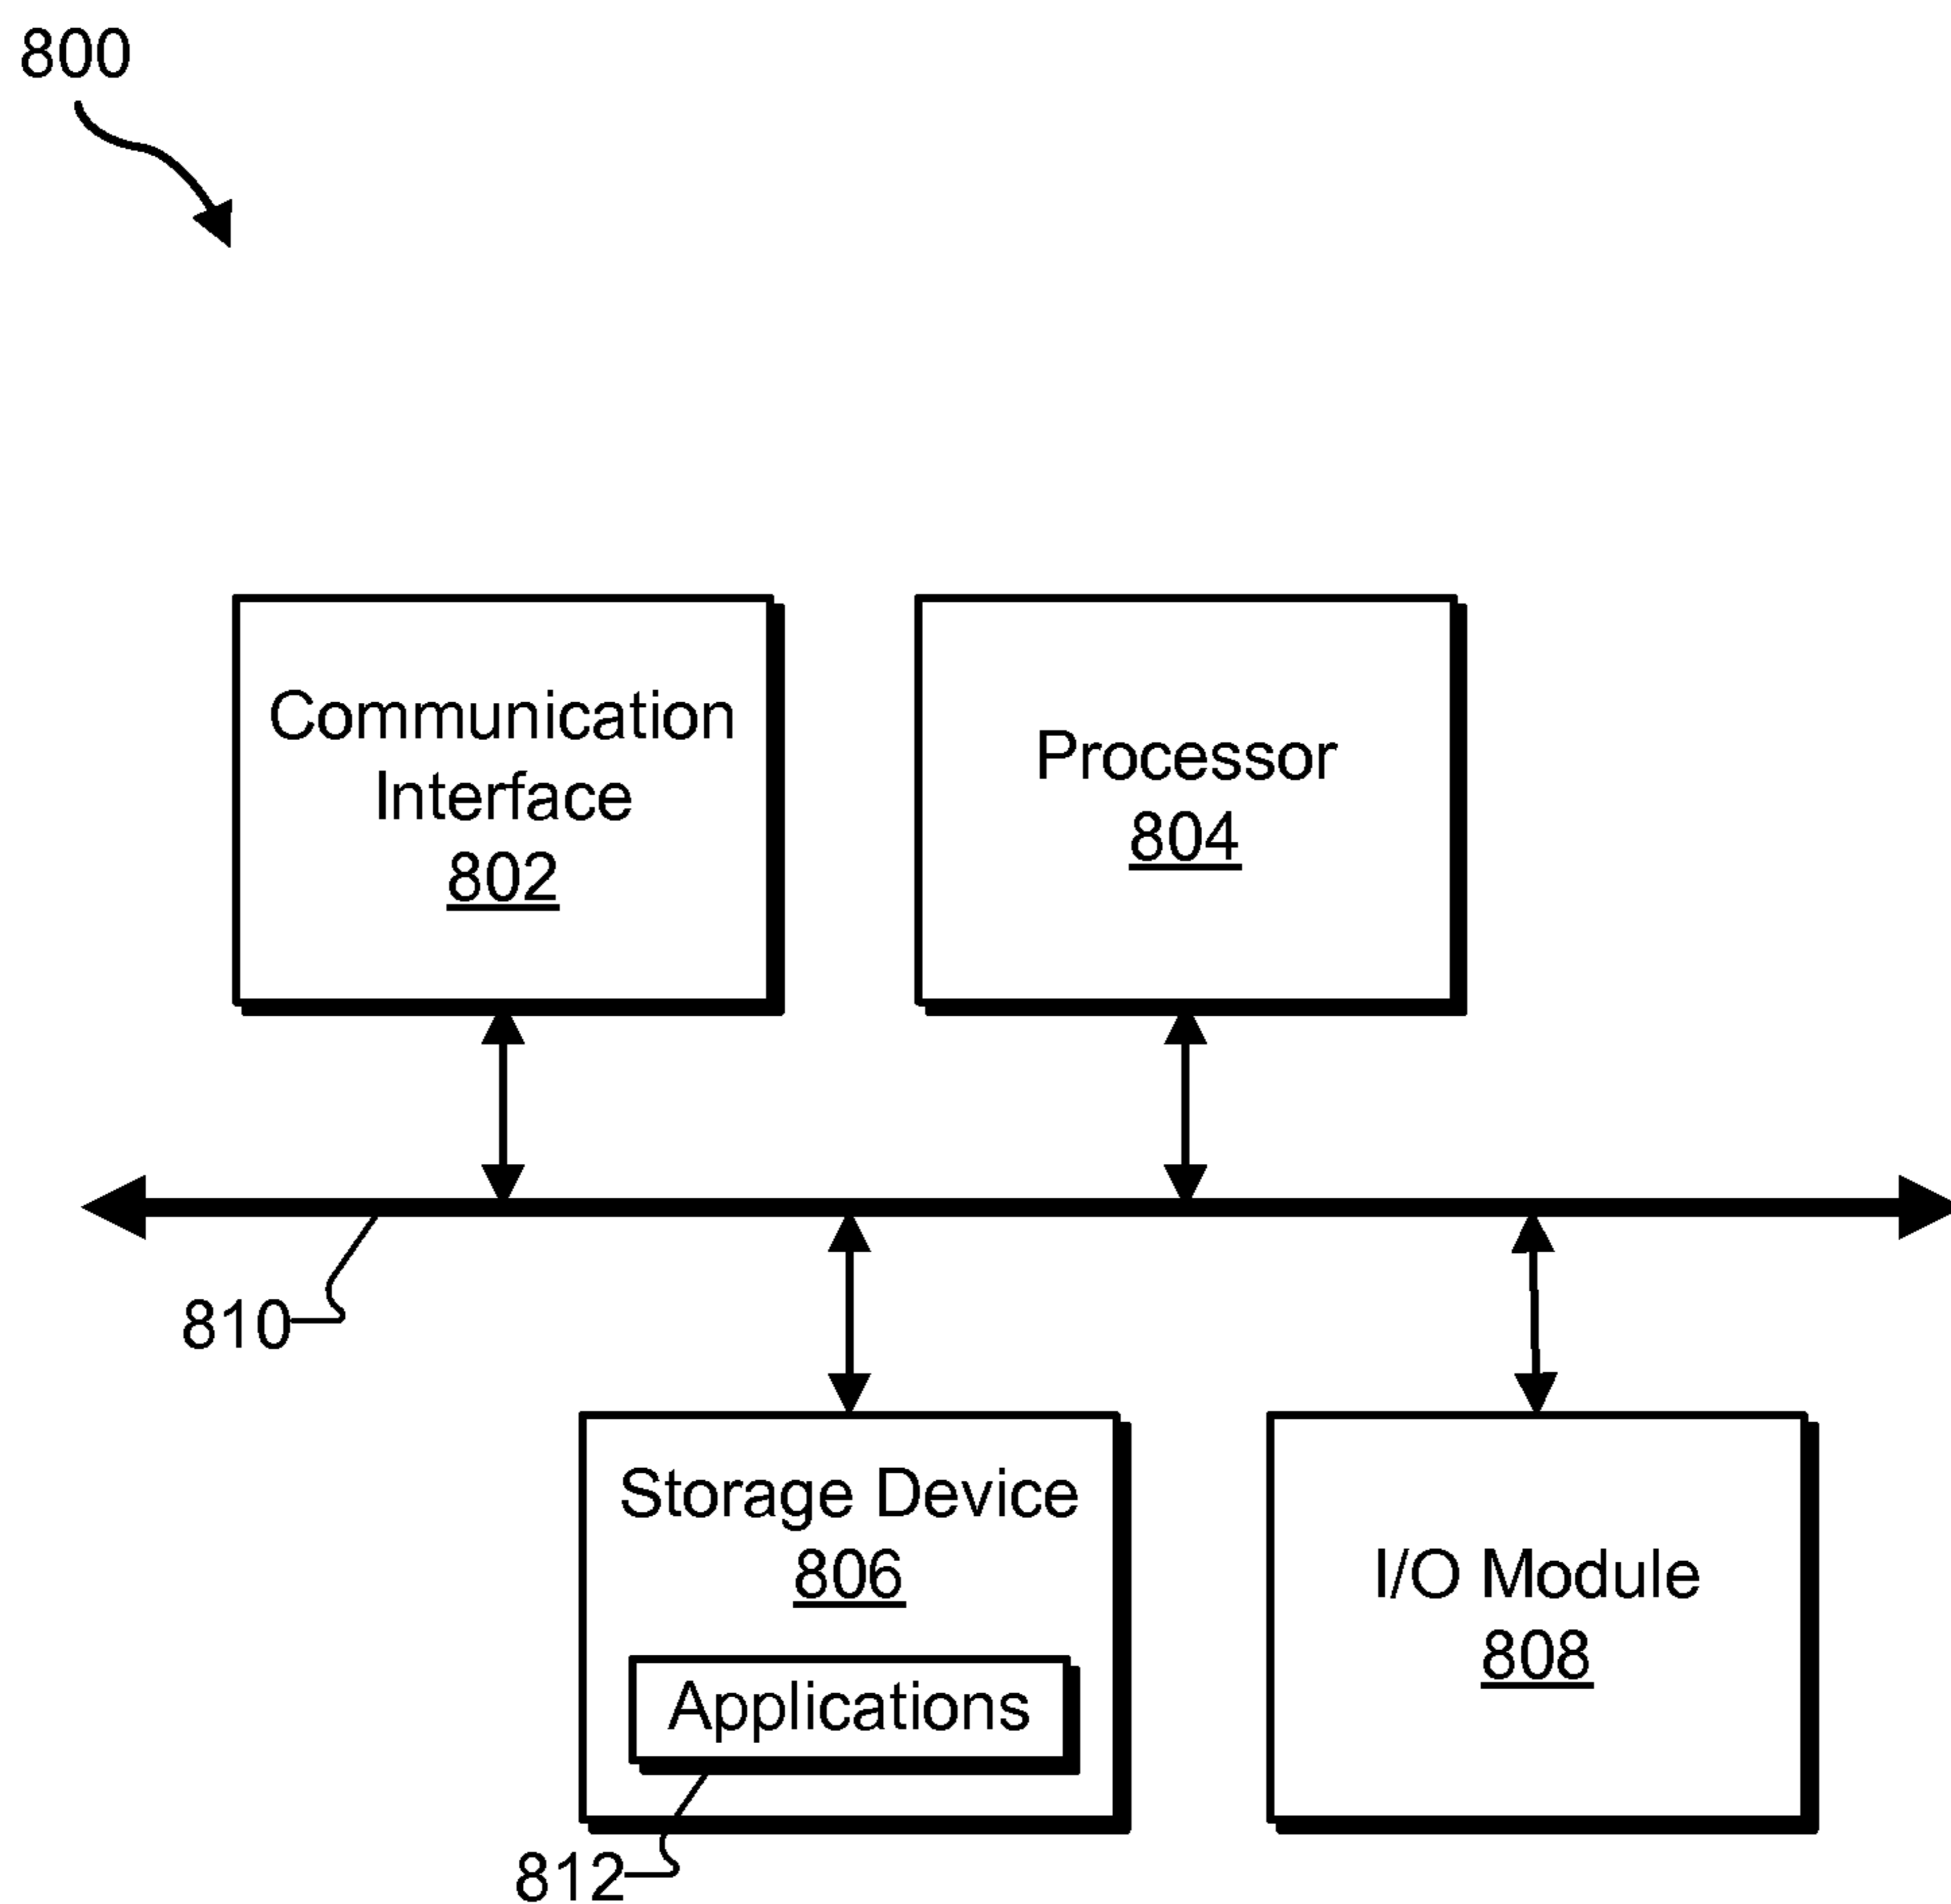 800
Communication
Interface
802
Processor
804
810
Storage Device
806
Applications
812
I/O Module
808